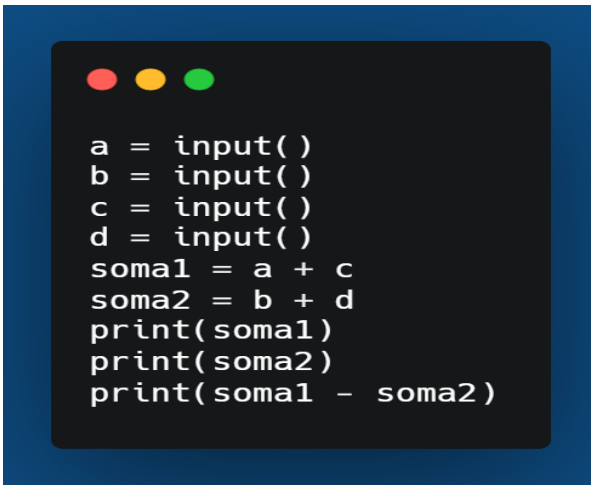 a = input()
b = input()
c = input()
d = input()
soma1 = a + c
soma2 = b + d
print(soma1)
print(soma2)
print(soma1 - soma2)